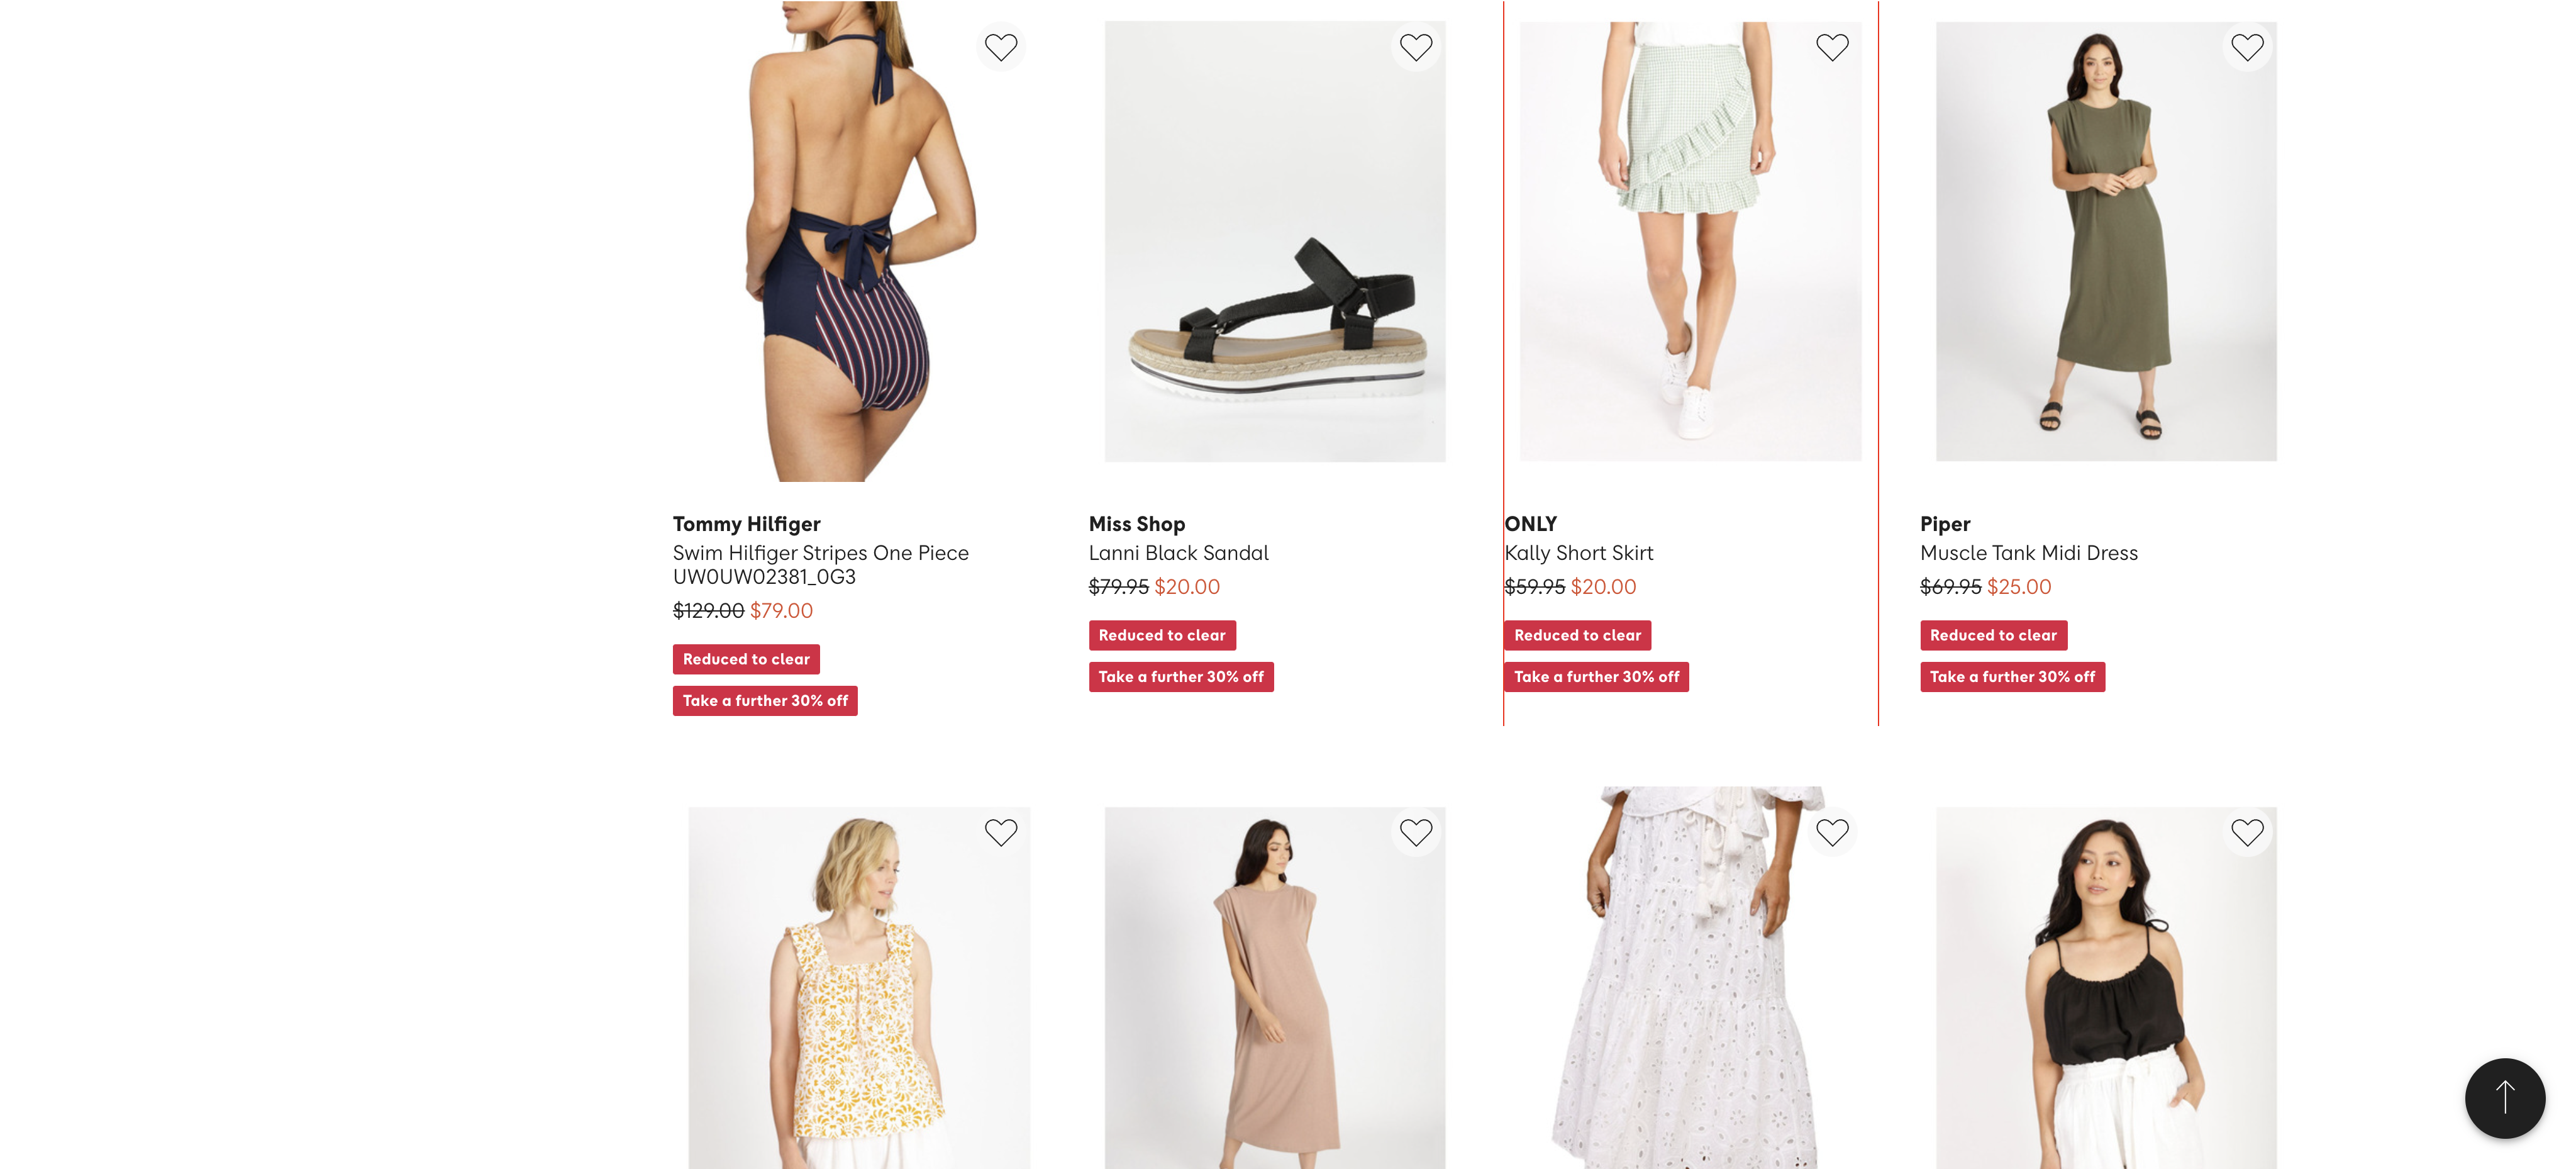 Tommy Hilfiger
Swim Hilfiger Stripes One Piece
UW0UW02381_0G3
$129.00 $79.00
Reduced to clear
Take a further 30% off
Miss Shop
Lanni Black Sandal
$79.95 $20.00
Reduced to clear
Take a further 30% off
ONLY
Kally Short Skirt
$59.95 $20.00
Reduced to clear
Take a further 30% off
Piper
Muscle Tank Midi Dress
$69.95 $25.00
Reduced to clear
Take a further 30% off